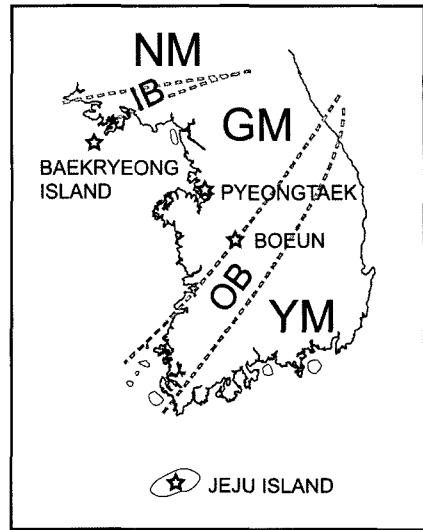 NM
IB
GM
BAEKRYEONG
ISLAND
PYEONGTAEK
BOEUN
OB
YM
JEJU ISLAND